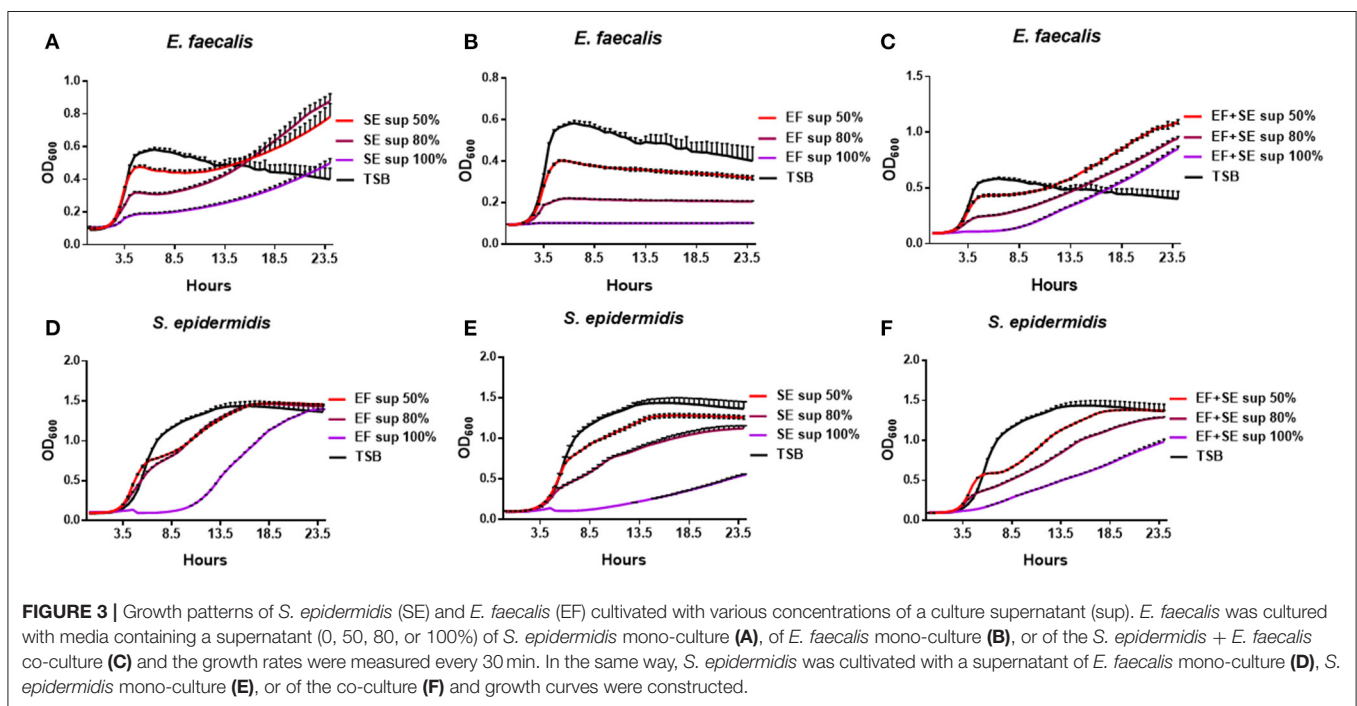 A
E. faecalis
OD600
1.0
0.8
0.6
0.4
0.2
0.0
3.5 8.5 13.5 18.5 23.5
Hours
SE sup 50%
SE sup 80%
SE sup 100%
TSB
B
E. faecalis
OD600
0.8
0.6
0.4
0.2
0.0
3.5 8.5 13.5 18.5 23.5
Hours
EF sup 50%
EF sup 80%
EF sup 100%
TSB
C
E. faecalis
OD600
1.5
1.0
0.5
0.0
3.5 8.5 13.5 18.5 23.5
Hours
EF+SE sup 50%
EF+SE sup 80%
EF+SE sup 100%
TSB
D
S. epidermidis
OD600
2.0
1.5
1.0
0.5
0.0
3.5 8.5 13.5 18.5 23.5
Hours
EF sup 50%
EF sup 80%
EF sup 100%
TSB
E
S. epidermidis
OD600
2.0
1.5
1.0
0.5
0.0
3.5 8.5 13.5 18.5 23.5
Hours
SE sup 50%
SE sup 80%
SE sup 100%
TSB
F
S. epidermidis
OD600
2.0
1.5
1.0
0.5
0.0
3.5 8.5 13.5 18.5 23.5
Hours
EF+SE sup 50%
EF+SE sup 80%
EF+SE sup 100%
TSB
FIGURE 3 | Growth patterns of S. epidermidis (SE) and E. faecalis (EF) cultivated with various concentrations of a culture supernatant (sup). E. faecalis was cultured
with media containing a supernatant (0, 50, 80, or 100%) of S. epidermidis mono-culture (A), of E. faecalis mono-culture (B), or of the S. epidermidis + E. faecalis
co-culture (C) and the growth rates were measured every 30 min. In the same way, S. epidermidis was cultivated with a supernatant of E. faecalis mono-culture (D), S.
epidermidis mono-culture (E), or of the co-culture (F) and growth curves were constructed.